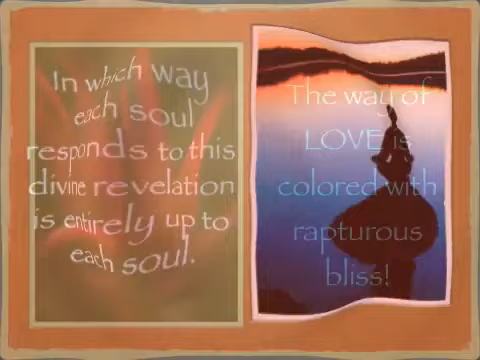 In which way
each soul
responds to this
divine revelation
is entirely up to
each soul.
The way of
LOVE is
colored with
rapturous
bliss!